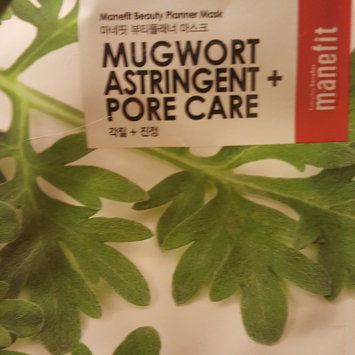 Manefit Beauty Planner Mask
마네핏 뷰티플래너 마스크
MUGWORT
ASTRINGENT +
PORE CARE
각질 + 진정
manefit